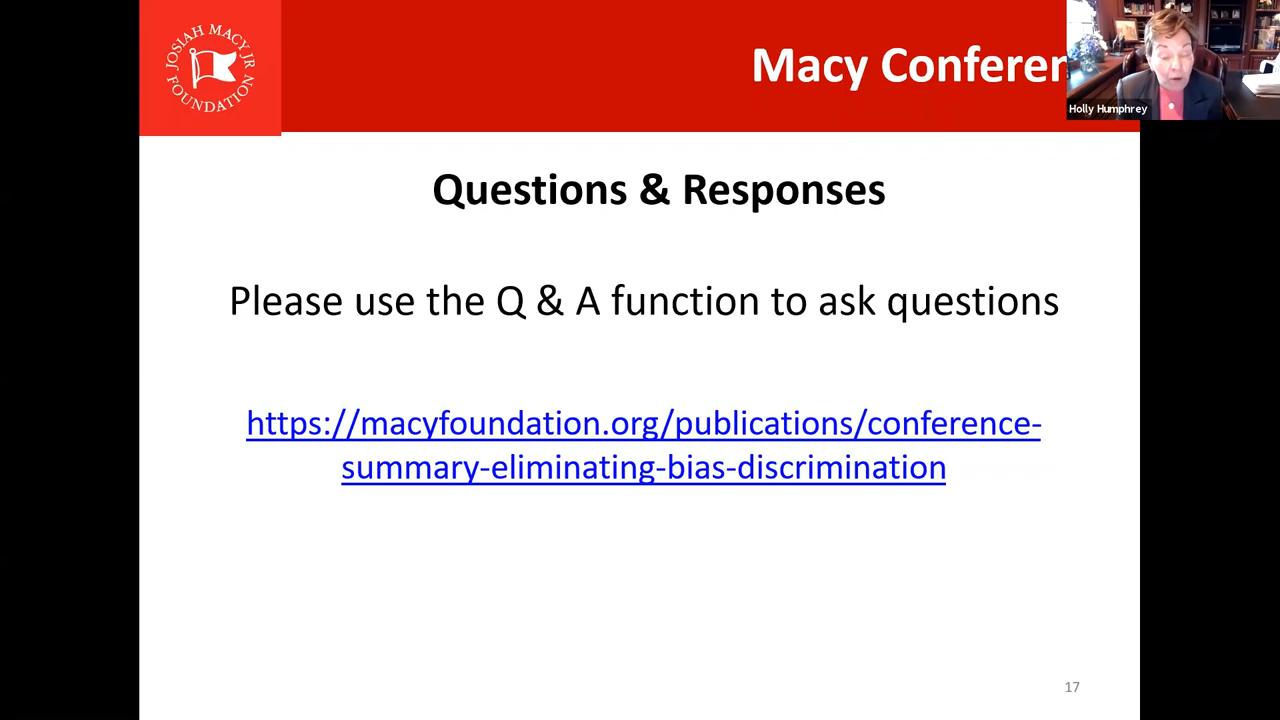 JOSIAH MACY JR
FOUNDATION
Macy Conferen
Holly Humphrey
Questions & Responses
Please use the Q & A function to ask questions
https://macyfoundation.org/publications/conference-
summary-eliminating-bias-discrimination
17